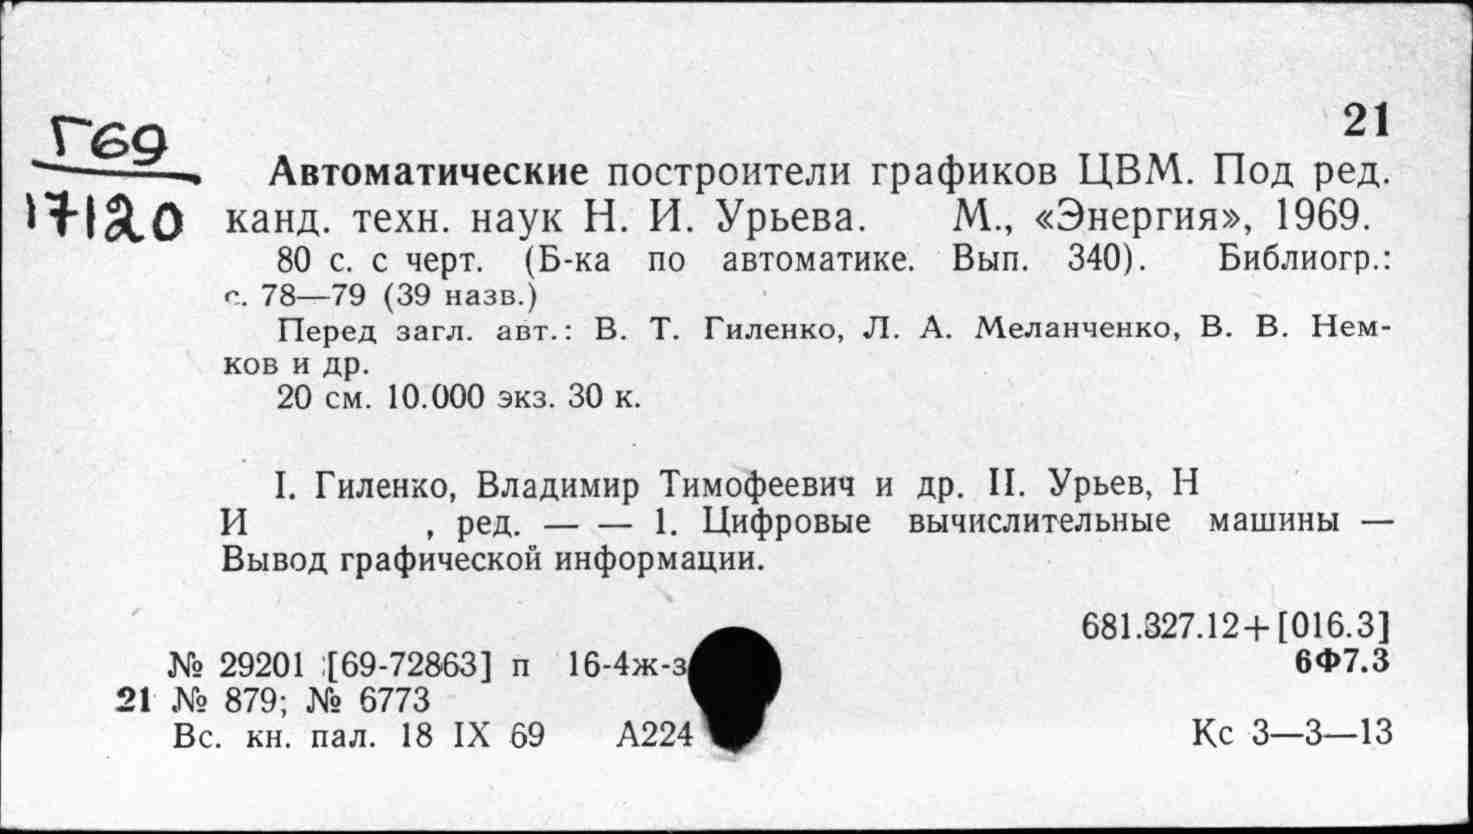 21
Г69
17120
Автоматические построители графиков ЦВМ. Под ред.
канд. техн. наук Н. И. Урьева. М., «Энергия», 1969.
80 с. с черт. (Б-ка по автоматике. Вып. 340). Библиогр.:
с. 78—79 (39 назв.)
Перед загл. авт.: В. Т. Гиленко, Л. А. Меланченко, В. В. Нем-
ков и др.
20 см. 10.000 экз. 30 к.
I. Гиленко, Владимир Тимофеевич и др. II. Урьев, Н
И , ред. — — 1. Цифровые вычислительные машины —
Вывод графической информации.
681.327.12+[016.3]
№ 29201 [69-72863] п 16-4ж-з 6Ф7.3
21 № 879; № 6773
Вс. кн. пал. 18 IX 69 А224 Кс 3—3—13